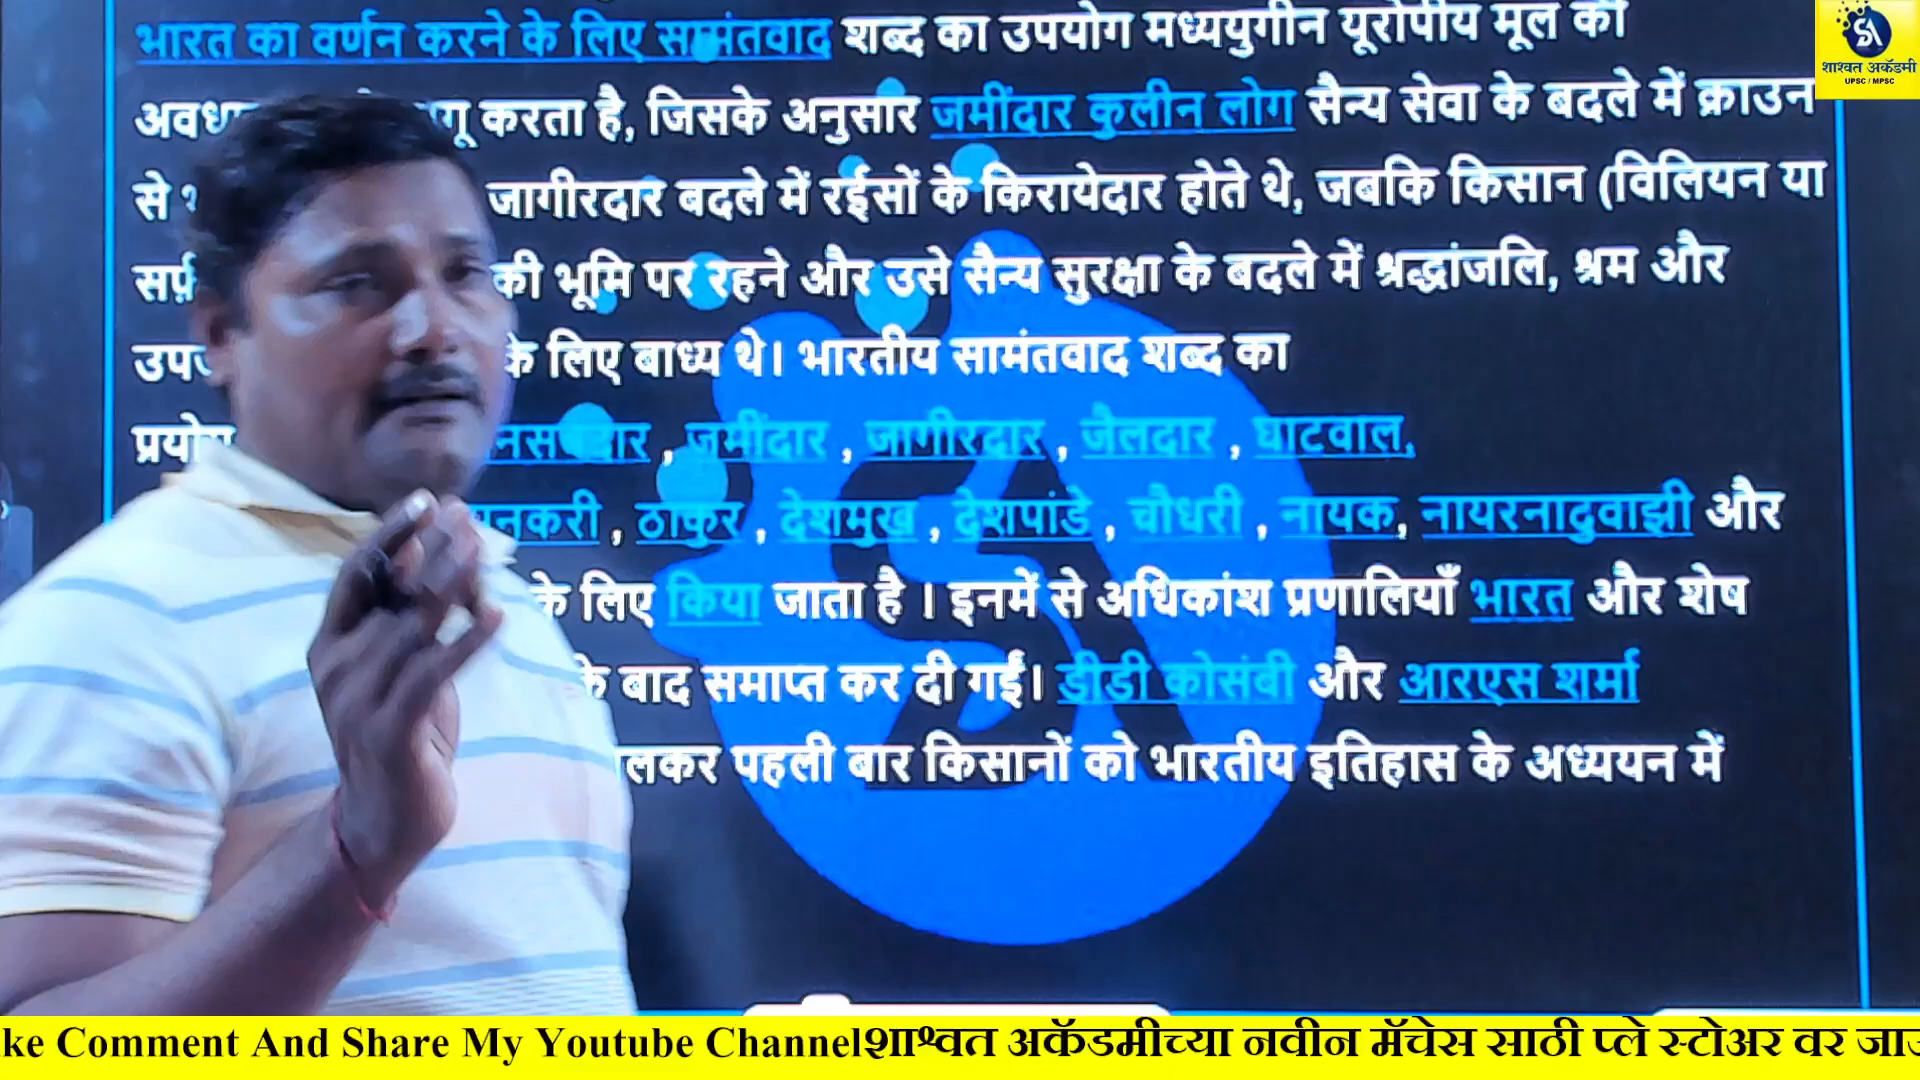 भारत का वर्णन करने के लिए सामंतवाद शब्द का उपयोग मध्ययुगीन यूरोपीय मूल की
करता है, जिसके अनुसार जमींदार कुलीन लोग सैन्य सेवा के बदले में क्राउन
से जागीरदार बदले में रईसों के किरायेदार होते थे, जबकि किसान (विलियन या
की भूमि पर रहने और उसे सैन्य सुरक्षा के बदले में श्रद्धांजलि, श्रम और
के लिए बाध्य थे। भारतीय सामंतवाद शब्द का
जमींदार , जागीरदार , जैलदार , घाटवाल,
ठाकुर , देशमुख , देशपांडे , चौधरी , नायक, नायरनादुवाझी और
के लिए किया जाता है । इनमें से अधिकांश प्रणालियाँ भारत और शेष
के बाद समाप्त कर दी गईं। डीडी कोसंबी और आरएस शर्मा
पहली बार किसानों को भारतीय इतिहास के अध्ययन में
शाश्वत अकॅडमी
UPSC / MPSC
ke Comment And Share My Youtube Channelशाश्वत अकॅडमीच्या नवीन मॅचेस साठी प्ले स्टोअर वर